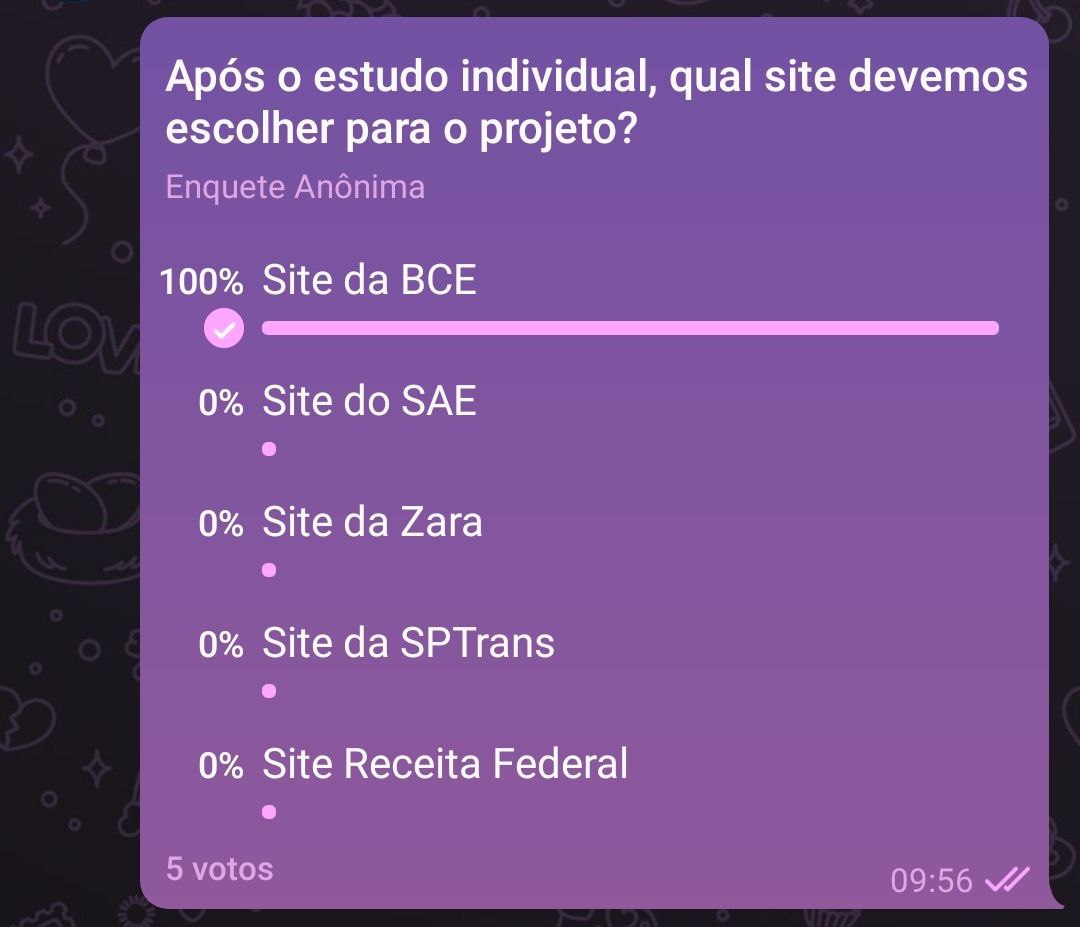 Após o estudo individual, qual site devemos
escolher para o projeto?
Enquete Anônima
100% Site da BCE
0% Site do SAE
0% Site da Zara
0% Site da SPTrans
0% Site Receita Federal
5 votos
09:56